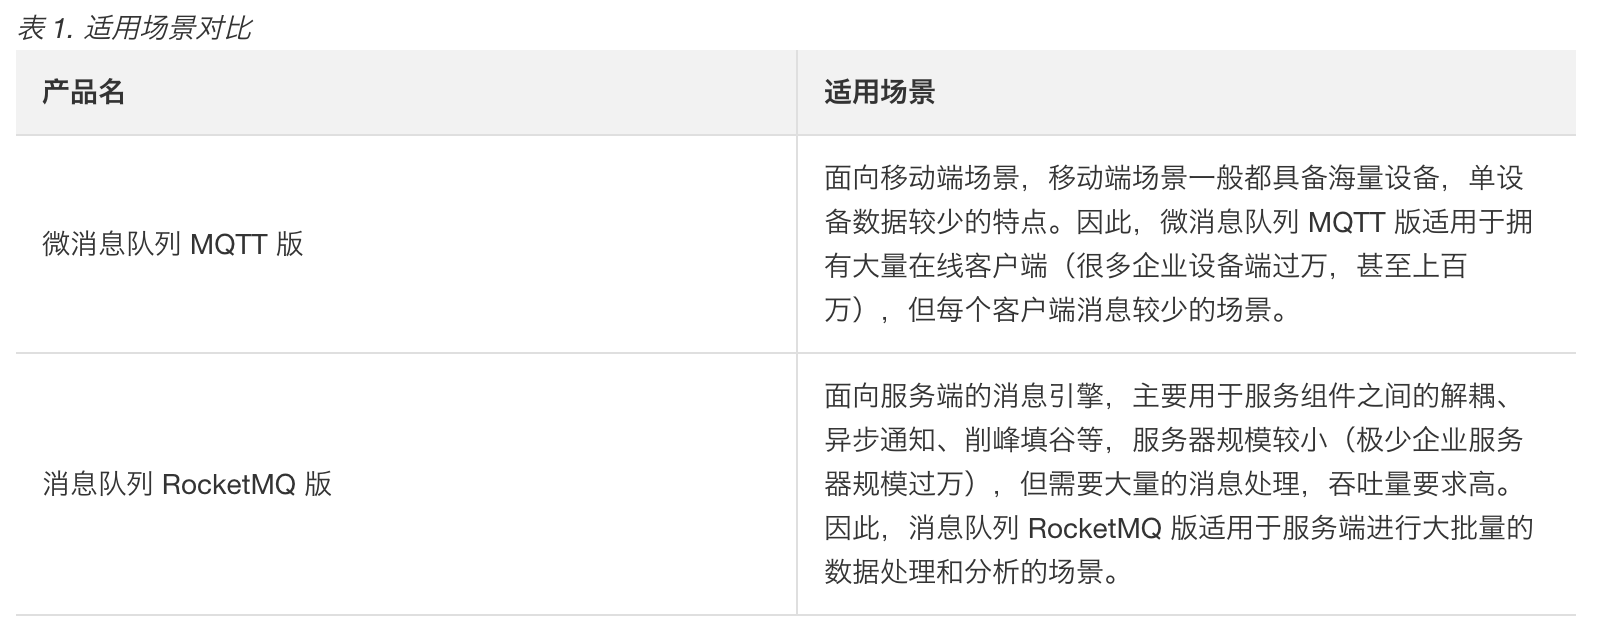 表 1. 适用场景对比
产品名
适用场景
微消息队列 MQTT 版
面向移动端场景，移动端场景一般都具备海量设备，单设
备数据较少的特点。因此，微消息队列 MQTT 版适用于拥
有大量在线客户端（很多企业设备端过万，甚至上百
万），但每个客户端消息较少的场景。
消息队列 RocketMQ 版
面向服务端的消息引擎，主要用于服务组件之间的解耦、
异步通知、削峰填谷等，服务器规模较小（极少企业服务
器规模过万），但需要大量的消息处理，吞吐量要求高。
因此，消息队列 RocketMQ 版适用于服务端进行大批量的
数据处理和分析的场景。